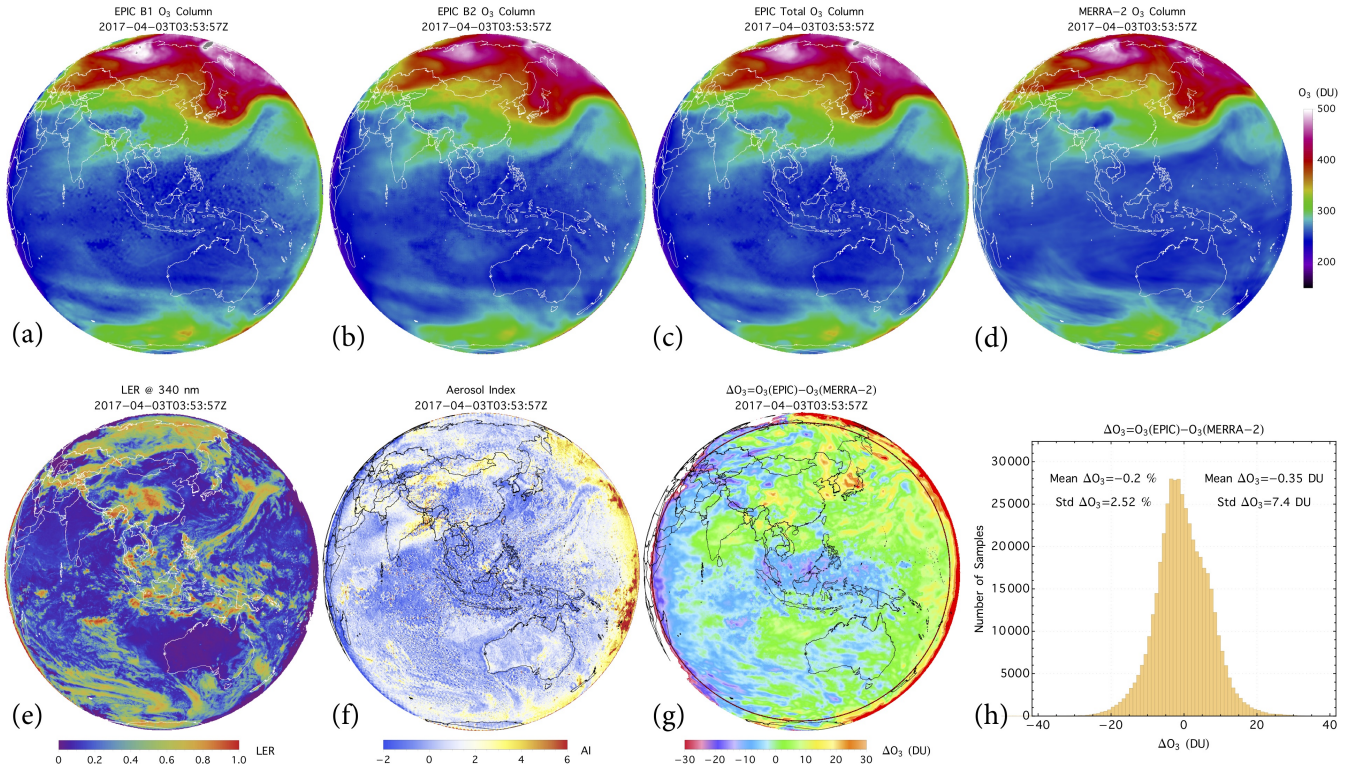 EPIC B1 O₃ Column
2017−04−03T03:53:57Z
EPIC B2 O₃ Column
2017−04−03T03:53:57Z
EPIC Total O₃ Column
2017−04−03T03:53:57Z
MERRA−2 O₃ Column
2017−04−03T03:53:57Z
O₃ (DU)
500
400
300
200
(a)
(b)
(c)
(d)
LER @ 340 nm
2017−04−03T03:53:57Z
Aerosol Index
2017−04−03T03:53:57Z
ΔO₃=O₃(EPIC)−O₃(MERRA−2)
2017−04−03T03:53:57Z
ΔO₃=O₃(EPIC)−O₃(MERRA−2)
Mean ΔO₃=−0.2 %
Mean ΔO₃=−0.35 DU
Std ΔO₃=2.52 %
Std ΔO₃=7.4 DU
Number of Samples
30000
25000
20000
15000
10000
5000
0
−40 −20 0 20 40
ΔO₃ (DU)
(e)
(f)
(g)
(h)
0 0.2 0.4 0.6 0.8 1.0
LER
−2 0 2 4 6
AI
−30 −20 −10 0 10 20 30
ΔO₃ (DU)